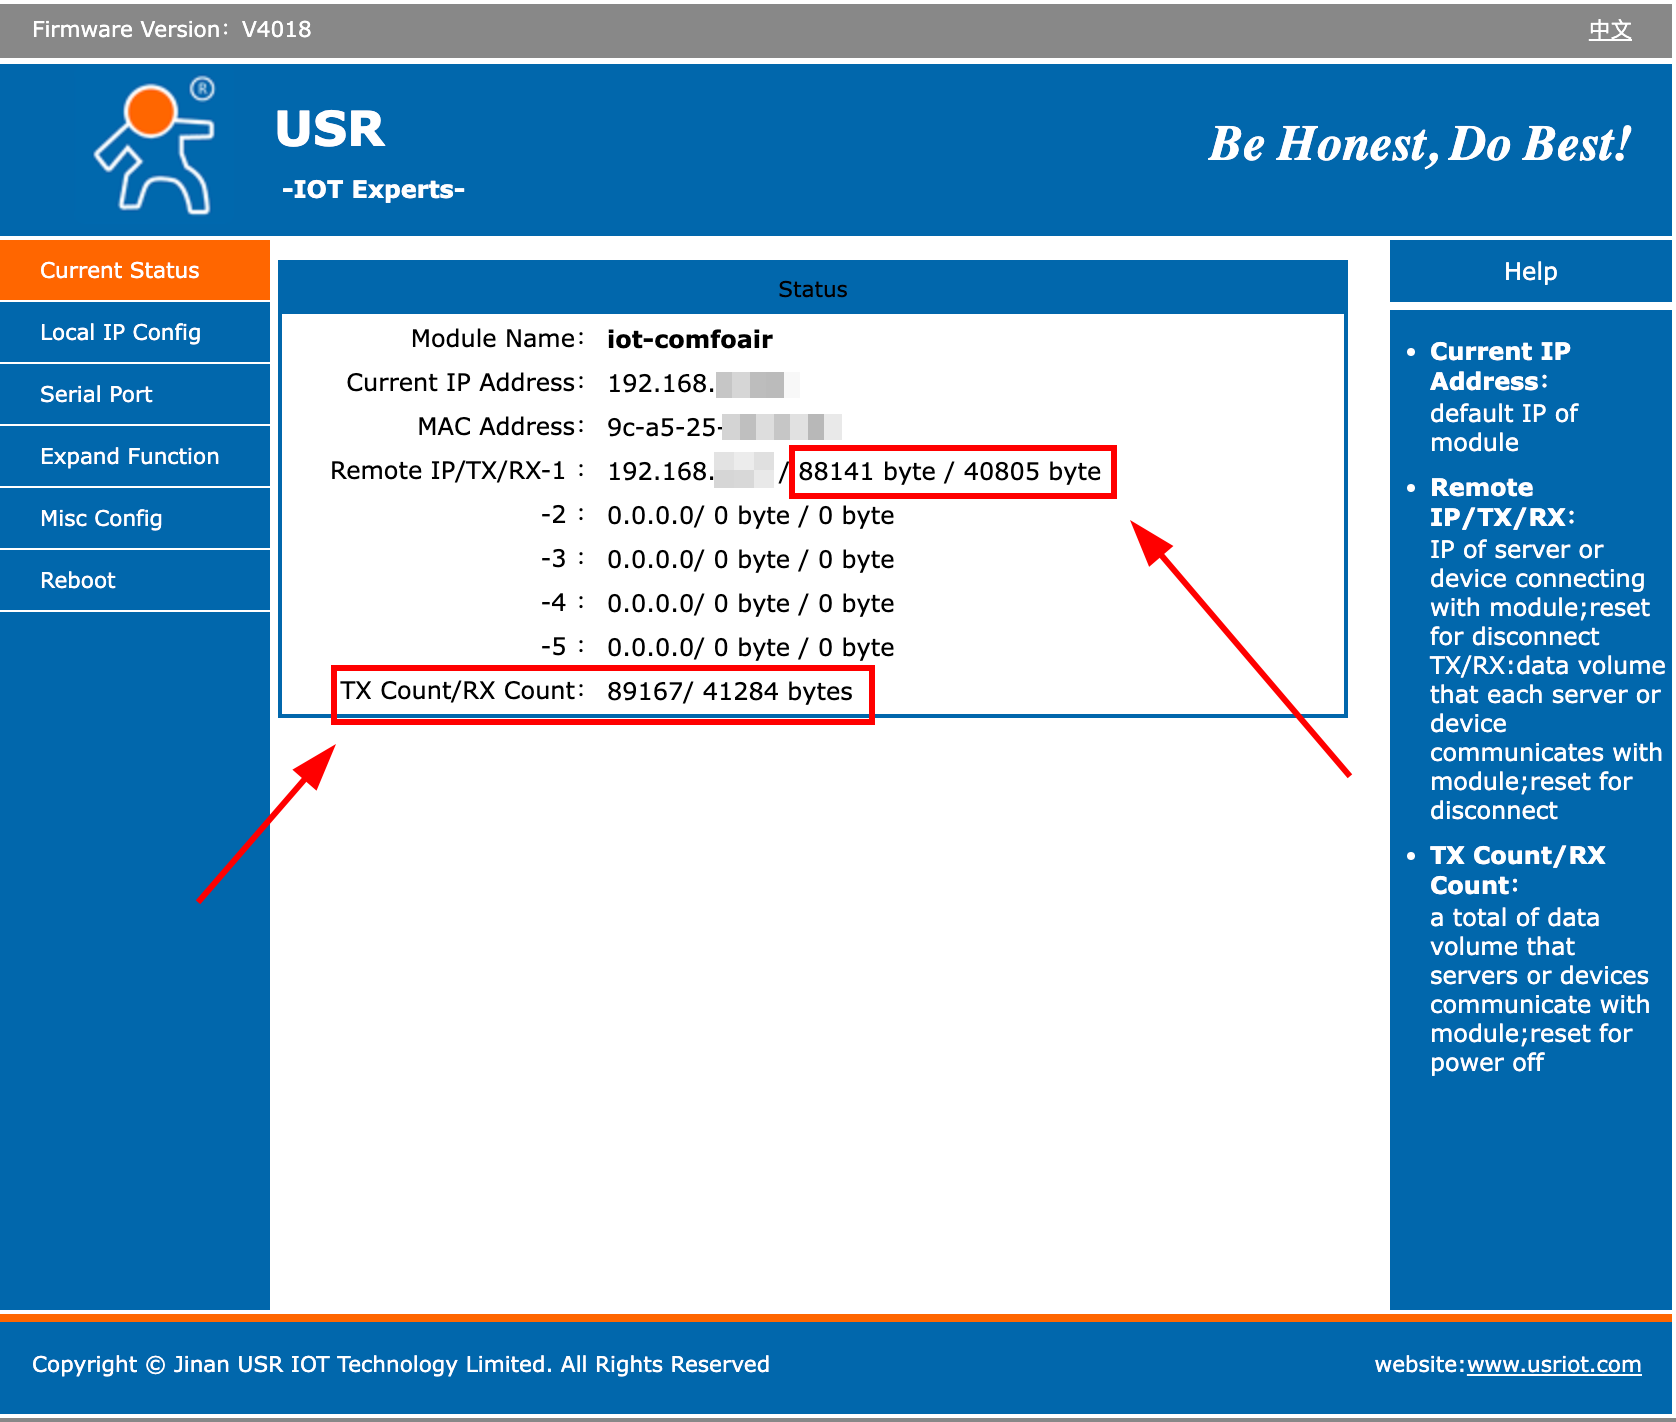 Firmware Version：V4018
中文
®
USR
-IOT Experts-
Be Honest, Do Best!
Current Status
Local IP Config
Serial Port
Expand Function
Misc Config
Reboot
Status
Module Name： iot-comfoair
Current IP Address： 192.168.
MAC Address： 9c-a5-25-
Remote IP/TX/RX-1： 192.168. / 88141 byte / 40805 byte
-2： 0.0.0.0/ 0 byte / 0 byte
-3： 0.0.0.0/ 0 byte / 0 byte
-4： 0.0.0.0/ 0 byte / 0 byte
-5： 0.0.0.0/ 0 byte / 0 byte
TX Count/RX Count： 89167/ 41284 bytes
Help
• Current IP
Address：
default IP of
module
• Remote
IP/TX/RX：
IP of server or
device connecting
with module;reset
for disconnect
TX/RX:data volume
that each server or
device
communicates with
module;reset for
disconnect
• TX Count/RX
Count：
a total of data
volume that
servers or devices
communicate with
module;reset for
power off
Copyright © Jinan USR IOT Technology Limited. All Rights Reserved
website:www.usriot.com